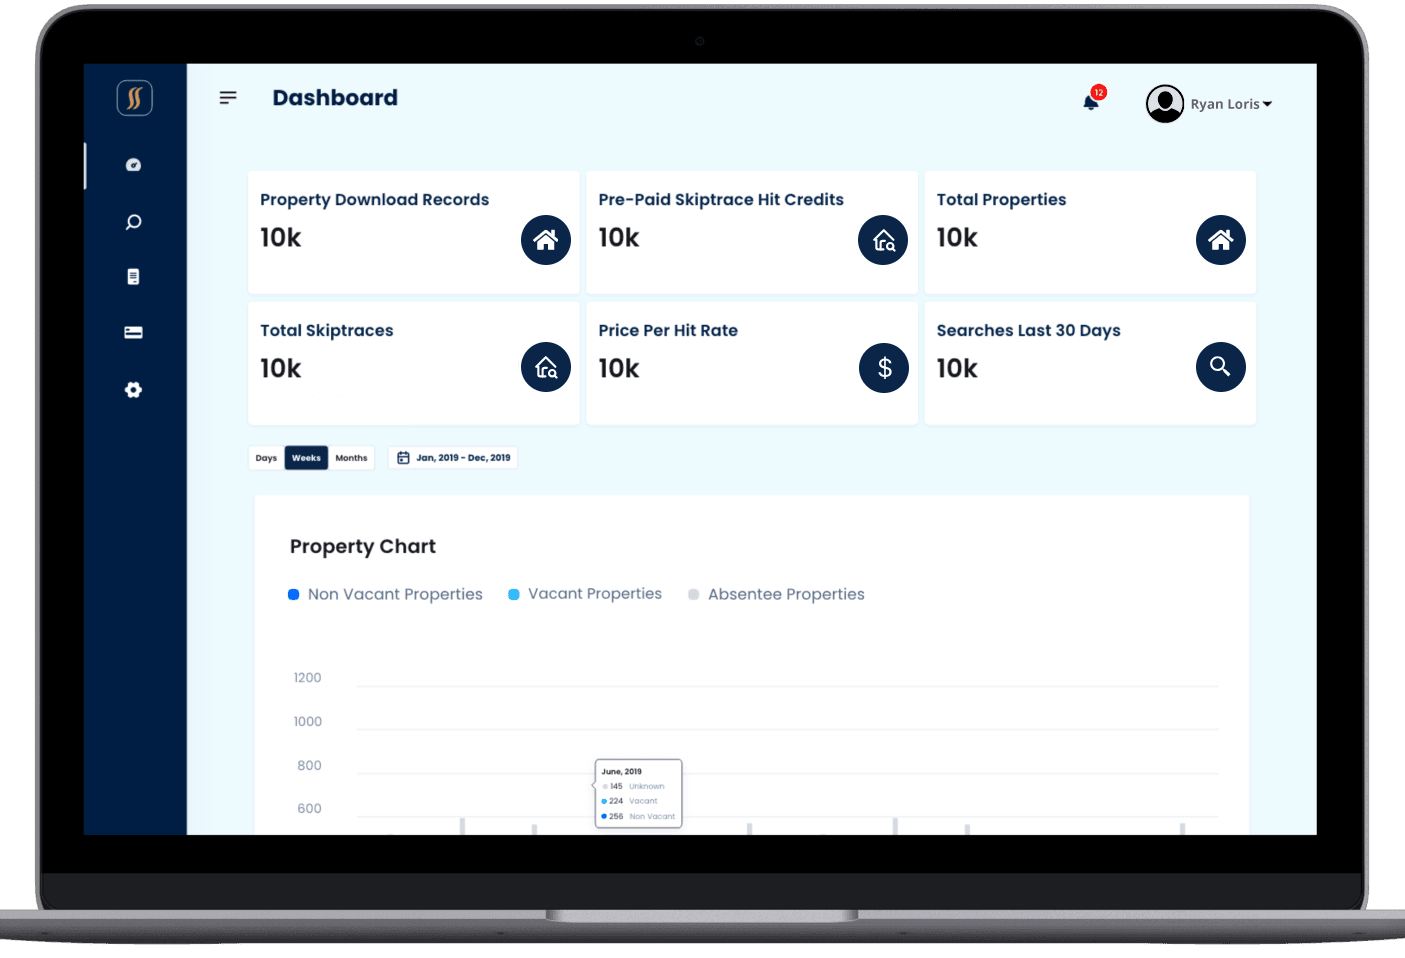 Dashboard
12
Ryan Loris
Property Download Records
10k
Pre-Paid Skiptrace Hit Credits
10k
Total Properties
10k
Total Skiptraces
10k
Price Per Hit Rate
10k
$
Searches Last 30 Days
10k
Days Weeks Months
Jan, 2019 - Dec, 2019
Property Chart
Non Vacant Properties Vacant Properties Absentee Properties
1200
1000
800
600
June, 2019
145 Unknown
224 Vacant
256 Non Vacant